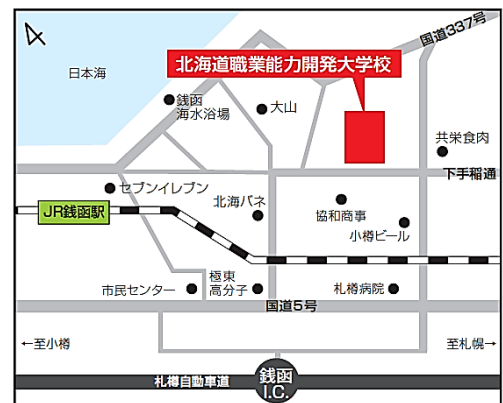 国道337号
日本海
北海道職業能力開発大学校
銭函
海水浴場
大山
共栄食肉
下手稲通
セブンイレブン
JR銭函駅
北海バネ
協和商事
小樽ビール
市民センター
極東
高分子
札樽病院
国道5号
←至小樽
至札幌→
札樽自動車道
銭函
I.C.